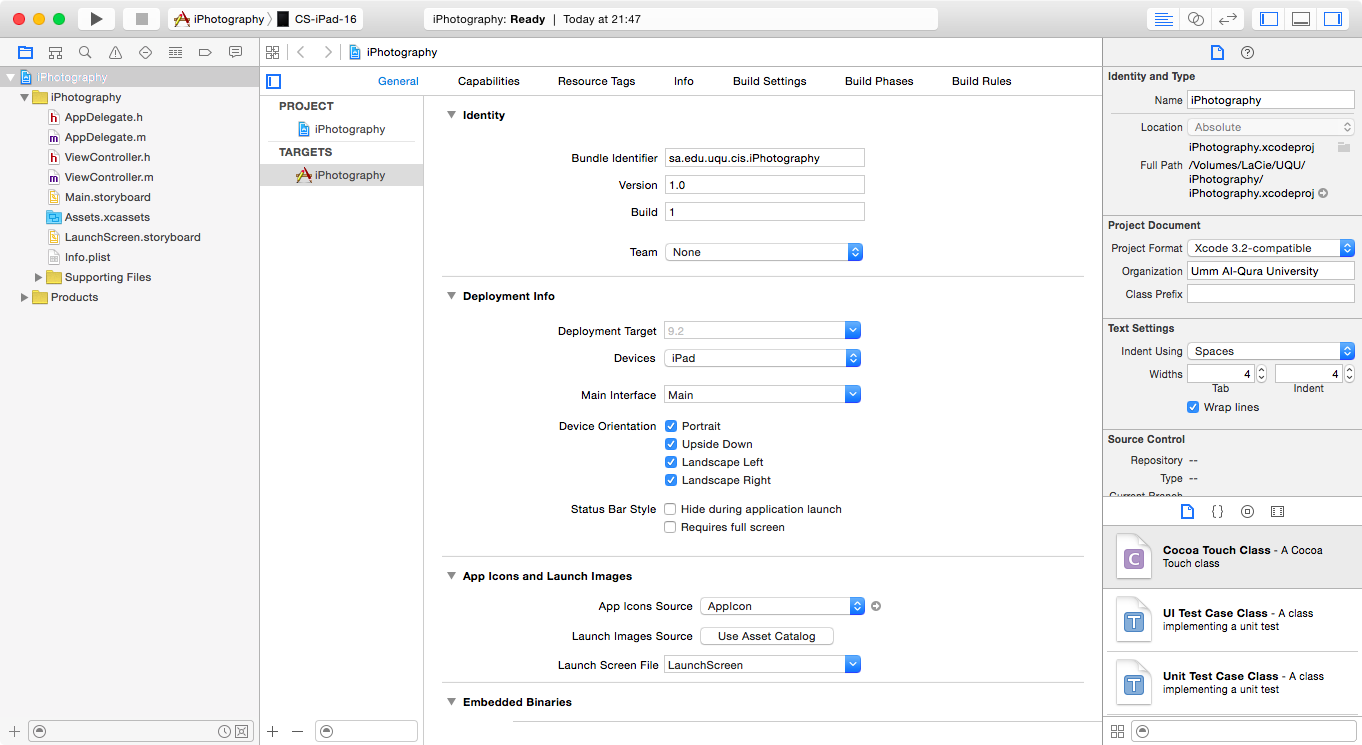 iPhotography CS-iPad-16
iPhotography: Ready | Today at 21:47
iPhotography
iPhotography
AppDelegate.h
AppDelegate.m
ViewController.h
ViewController.m
Main.storyboard
Assets.xcassets
LaunchScreen.storyboard
Info.plist
Supporting Files
Products
iPhotography
General Capabilities Resource Tags Info Build Settings Build Phases Build Rules
PROJECT
iPhotography
TARGETS
iPhotography
Identity
Bundle Identifier sa.edu.uqu.cis.iPhotography
Version 1.0
Build 1
Team None
Deployment Info
Deployment Target 9.2
Devices iPad
Main Interface Main
Device Orientation Portrait
Upside Down
Landscape Left
Landscape Right
Status Bar Style Hide during application launch
Requires full screen
App Icons and Launch Images
App Icons Source AppIcon
Launch Images Source Use Asset Catalog
Launch Screen File LaunchScreen
Embedded Binaries
Identity and Type
Name iPhotography
Location Absolute
iPhotography.xcodeproj
Full Path /Volumes/LaCie/UQU/
iPhotography/
iPhotography.xcodeproj
Project Document
Project Format Xcode 3.2-compatible
Organization Umm Al-Qura University
Class Prefix
Text Settings
Indent Using Spaces
Widths 4 4
Tab Indent
Wrap lines
Source Control
Repository --
Type --
Current Branch
Cocoa Touch Class - A Cocoa
Touch class
UI Test Case Class - A class
implementing a unit test
Unit Test Case Class - A class
implementing a unit test